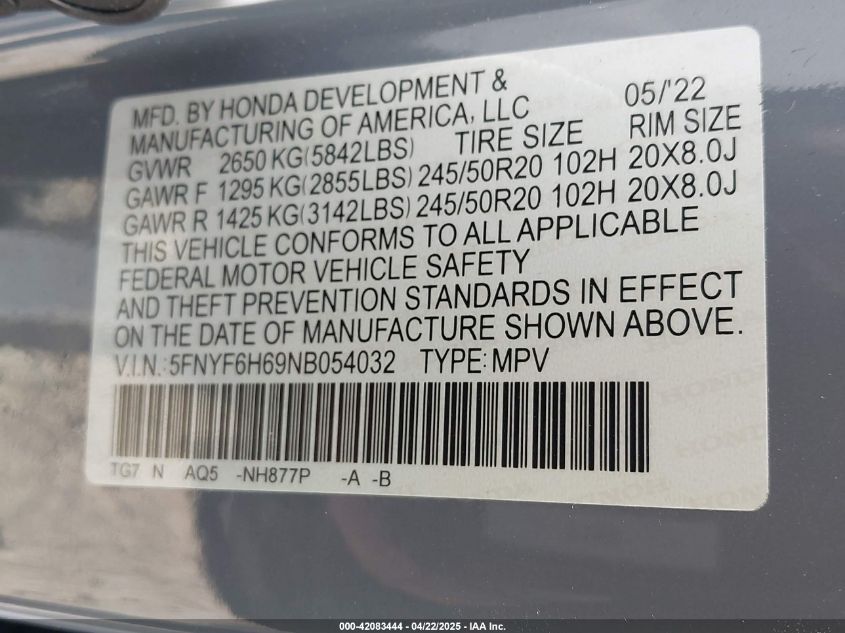 MFD. BY HONDA DEVELOPMENT & 05/'22
MANUFACTURING OF AMERICA, LLC
GVWR 2650 KG(5842LBS) TIRE SIZE RIM SIZE
GAWR F 1295 KG(2855LBS) 245/50R20 102H 20X8.0J
GAWR R 1425 KG(3142LBS) 245/50R20 102H 20X8.0J
THIS VEHICLE CONFORMS TO ALL APPLICABLE
FEDERAL MOTOR VEHICLE SAFETY
AND THEFT PREVENTION STANDARDS IN EFFECT
ON THE DATE OF MANUFACTURE SHOWN ABOVE.
V.I.N.:5FNYF6H69NB054032 TYPE:MPV
TG7 N AQ5 -NH877P -A -B
000-42083444 - 04/22/2025 - IAA Inc.